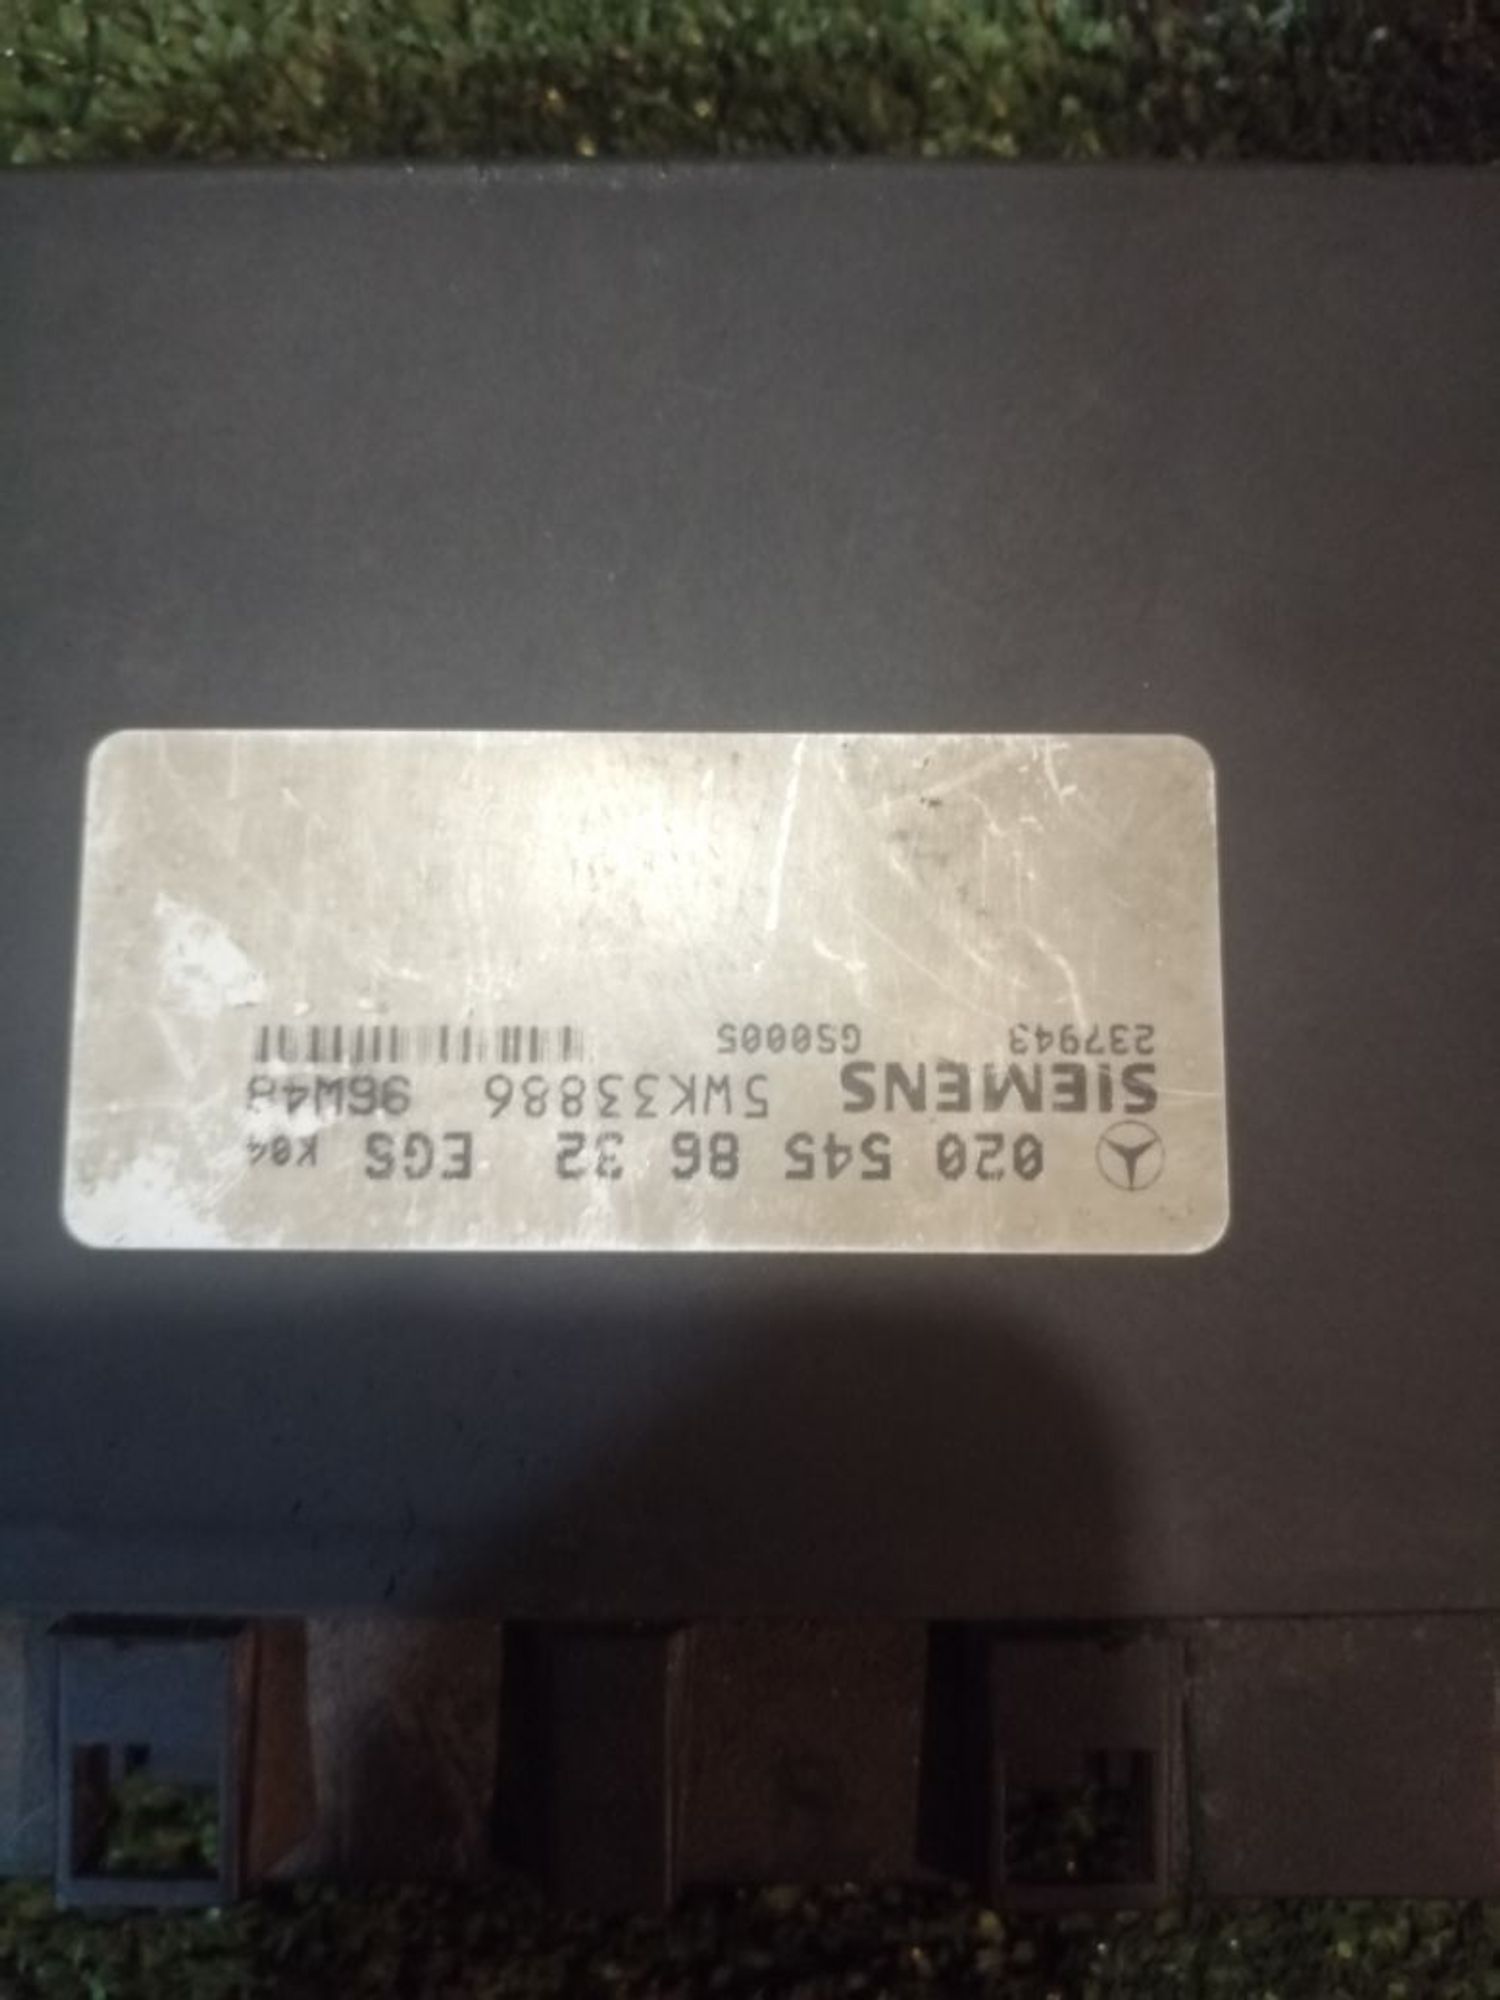 020 545 86 32 EGS K04
SIEMENS 5WK33886 96W48
237943 GS0005